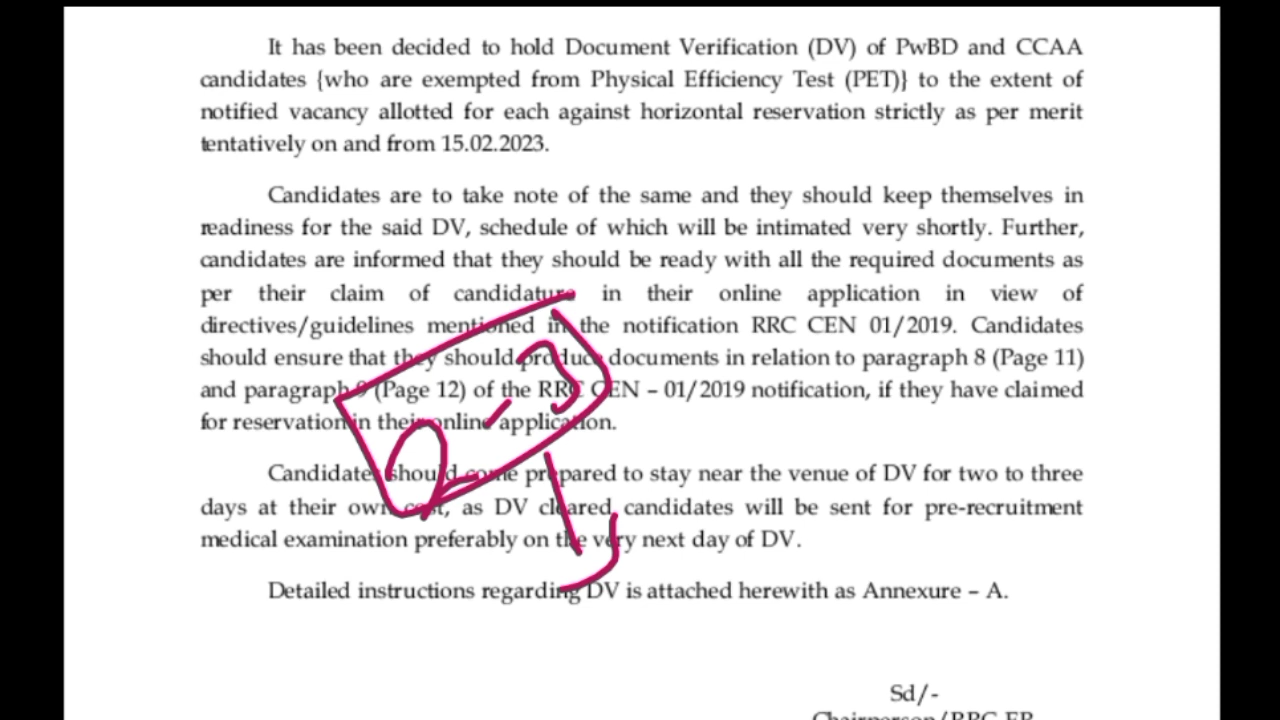 It has been decided to hold Document Verification (DV) of PwBD and CCAA
candidates {who are exempted from Physical Efficiency Test (PET)} to the extent of
notified vacancy allotted for each against horizontal reservation strictly as per merit
tentatively on and from 15.02.2023.
Candidates are to take note of the same and they should keep themselves in
readiness for the said DV, schedule of which will be intimated very shortly. Further,
candidates are informed that they should be ready with all the required documents as
per their claim of candidature in their online application in view of
directives/guidelines mentioned in the notification RRC CEN 01/2019. Candidates
should ensure that they should produce documents in relation to paragraph 8 (Page 11)
and paragraph (Page 12) of the RRC CEN – 01/2019 notification, if they have claimed
for reservation in their online application.
Candidates should come prepared to stay near the venue of DV for two to three
days at their own cost, as DV cleared candidates will be sent for pre-recruitment
medical examination preferably on the very next day of DV.
Detailed instructions regarding DV is attached herewith as Annexure – A.
2-3
Sd/-
Chairperson/RRC-ER